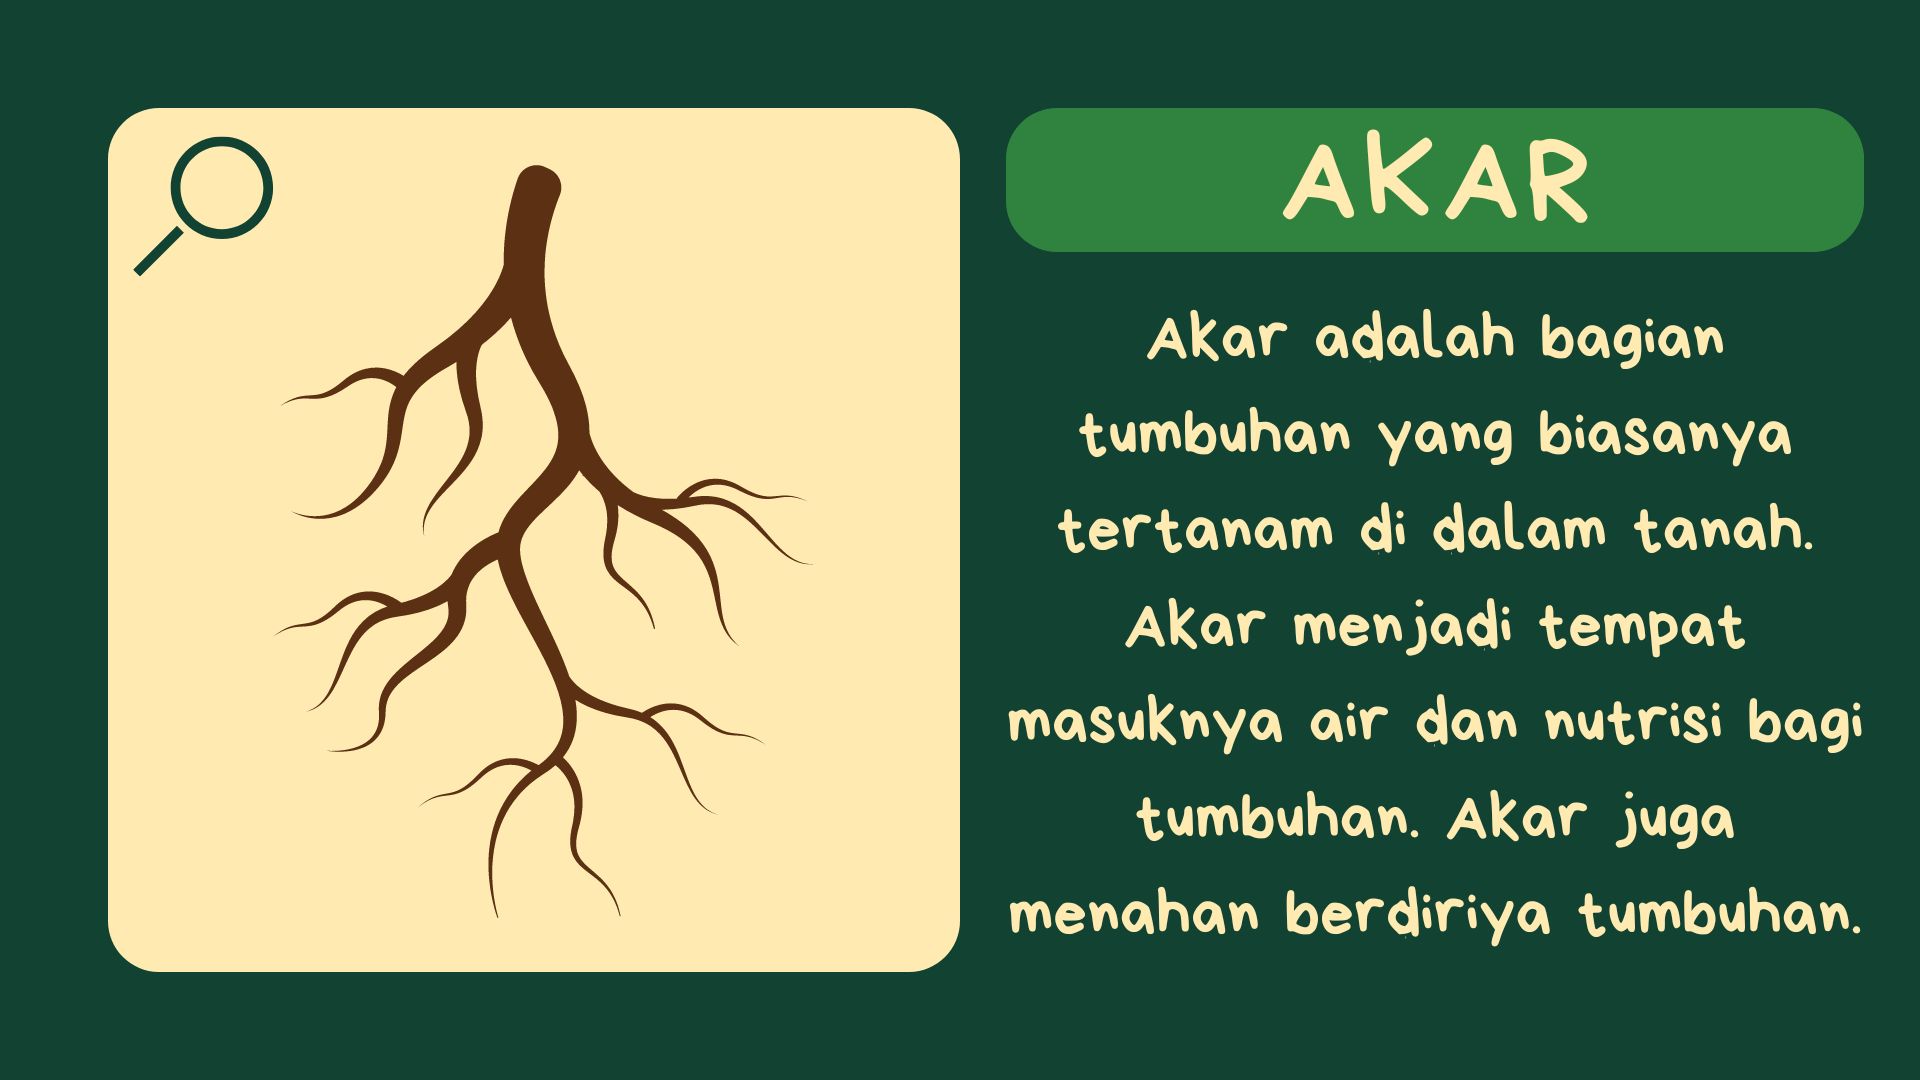 AKAR
Akar adalah bagian
tumbuhan yang biasanya
tertanam di dalam tanah.
Akar menjadi tempat
masuknya air dan nutrisi bagi
tumbuhan. Akar juga
menahan berdiriya tumbuhan.